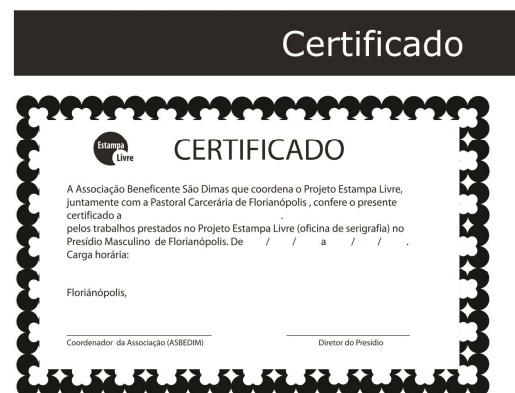 Certificado
Estampa
Livre
CERTIFICADO
A Associação Beneficente São Dimas que coordena o Projeto Estampa Livre,
juntamente com a Pastoral Carcerária de Florianópolis , confere o presente
certificado a .
pelos trabalhos prestados no Projeto Estampa Livre (oficina de serigrafia) no
Presídio Masculino de Florianópolis. De / / a / / .
Carga horária:
Floriánópolis,
Coordenador da Associação (ASBEDIM) Diretor do Presídio